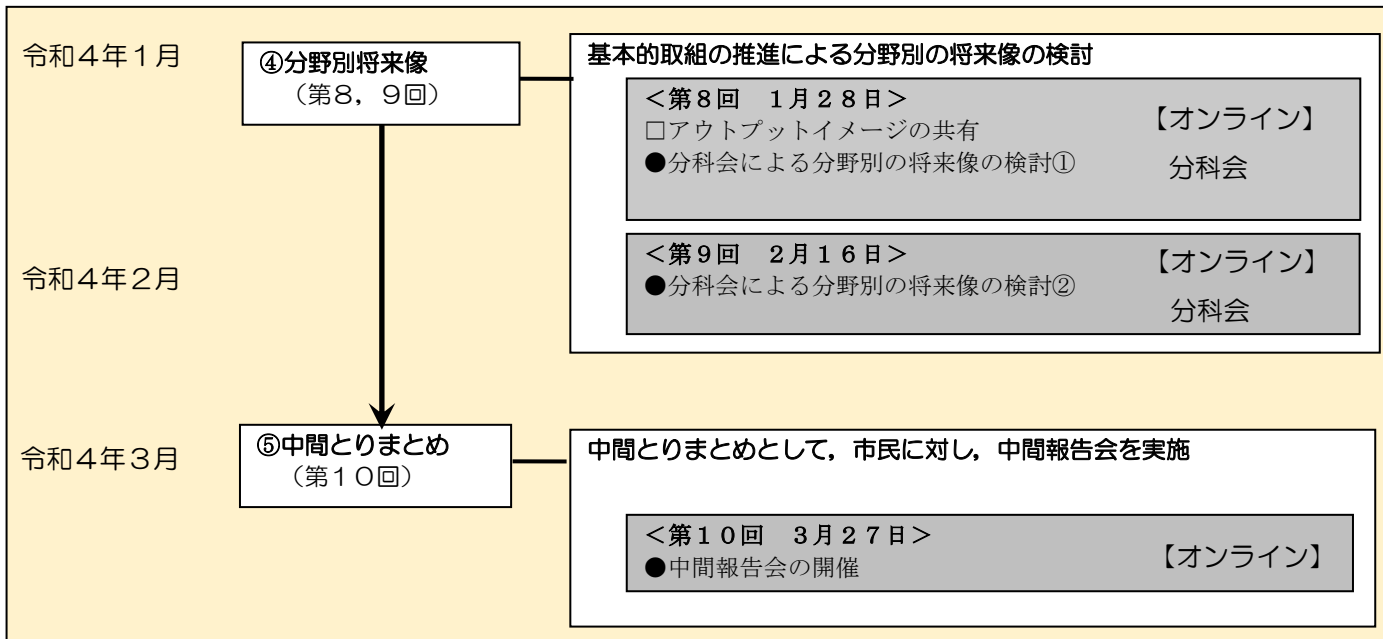 令和４年１月
④分野別将来像
（第８，９回）
基本的取組の推進による分野別の将来像の検討
＜第８回　１月２８日＞
□アウトプットイメージの共有
●分科会による分野別の将来像の検討①
【オンライン】
分科会
令和４年２月
＜第９回　２月１６日＞
●分科会による分野別の将来像の検討②
【オンライン】
分科会
令和４年３月
⑤中間とりまとめ
（第１０回）
中間とりまとめとして，市民に対し，中間報告会を実施
＜第１０回　３月２７日＞
●中間報告会の開催
【オンライン】